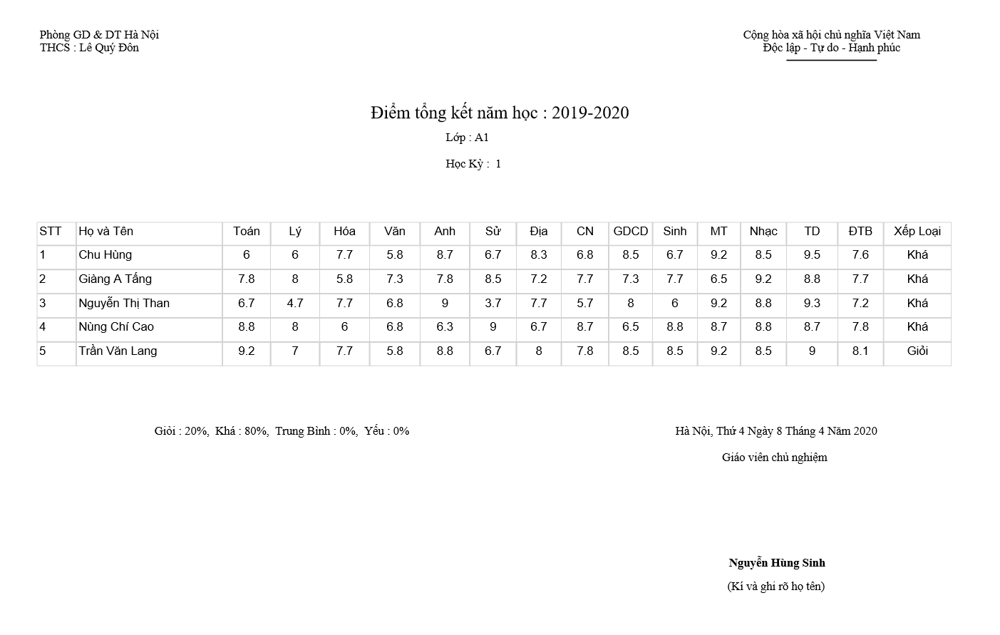 Phòng GD & DT Hà Nội
THCS : Lê Quý Đôn
Cộng hòa xã hội chủ nghĩa Việt Nam
Độc lập - Tự do - Hạnh phúc
Điểm tổng kết năm học : 2019-2020
Lớp : A1
Học Kỳ : 1
STT Họ và Tên Toán Lý Hóa Văn Anh Sử Địa CN GDCD Sinh MT Nhạc TD ĐTB Xếp Loại
1 Chu Hùng 6 6 7.7 5.8 8.7 6.7 8.3 6.8 8.5 6.7 9.2 8.5 9.5 7.6 Khá
2 Giàng A Tấng 7.8 8 5.8 7.3 7.8 8.5 7.2 7.7 7.3 7.7 6.5 9.2 8.8 7.7 Khá
3 Nguyễn Thị Than 6.7 4.7 7.7 6.8 9 3.7 7.7 5.7 8 6 9.2 8.8 9.3 7.2 Khá
4 Nùng Chí Cao 8.8 8 6 6.8 6.3 9 6.7 8.7 6.5 8.8 8.7 8.8 8.7 7.8 Khá
5 Trần Văn Lang 9.2 7 7.7 5.8 8.8 6.7 8 7.8 8.5 8.5 9.2 8.5 9 8.1 Giỏi
Giỏi : 20%, Khá : 80%, Trung Bình : 0%, Yếu : 0%
Hà Nội, Thứ 4 Ngày 8 Tháng 4 Năm 2020
Giáo viên chủ nghiệm
Nguyễn Hùng Sinh
(Kí và ghi rõ họ tên)